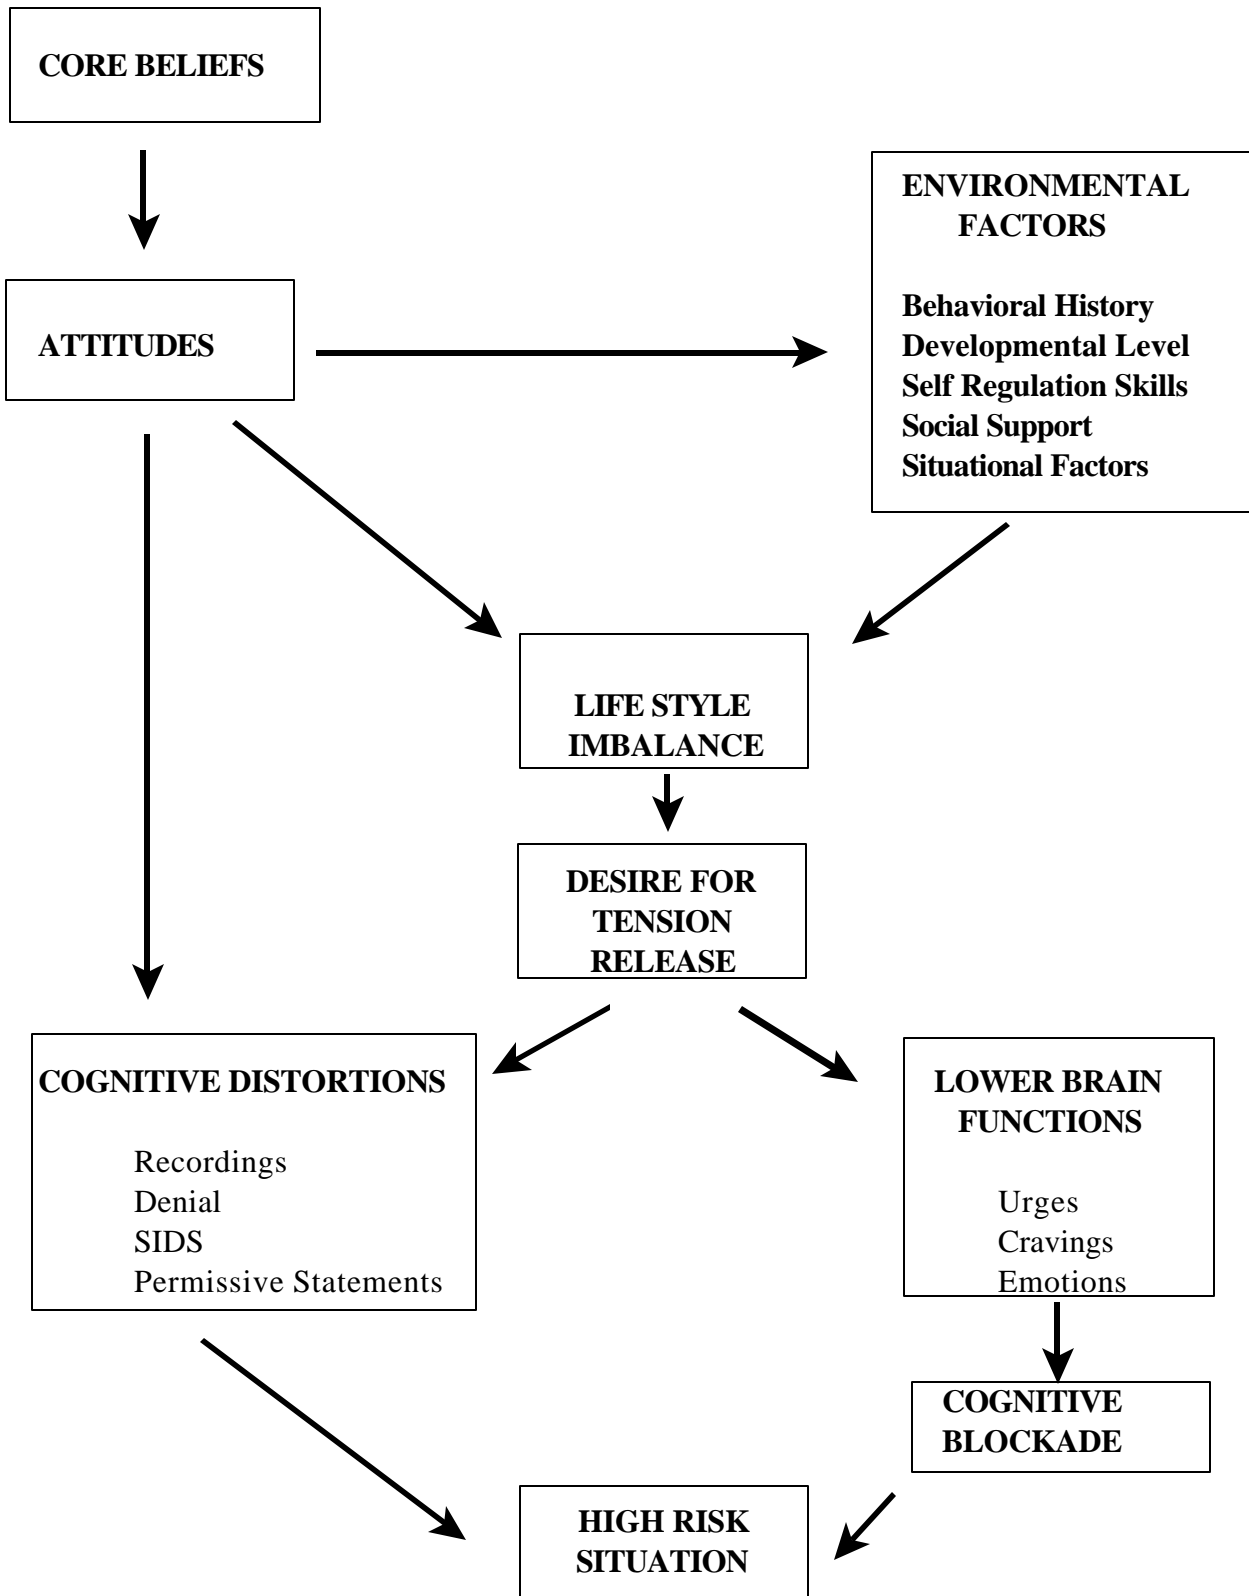 CORE BELIEFS
ENVIRONMENTAL
FACTORS
Behavioral History
Developmental Level
Self Regulation Skills
Social Support
Situational Factors
ATTITUDES
LIFE STYLE
IMBALANCE
DESIRE FOR
TENSION
RELEASE
COGNITIVE DISTORTIONS
Recordings
Denial
SIDS
Permissive Statements
LOWER BRAIN
FUNCTIONS
Urges
Cravings
Emotions
COGNITIVE
BLOCKADE
HIGH RISK
SITUATION